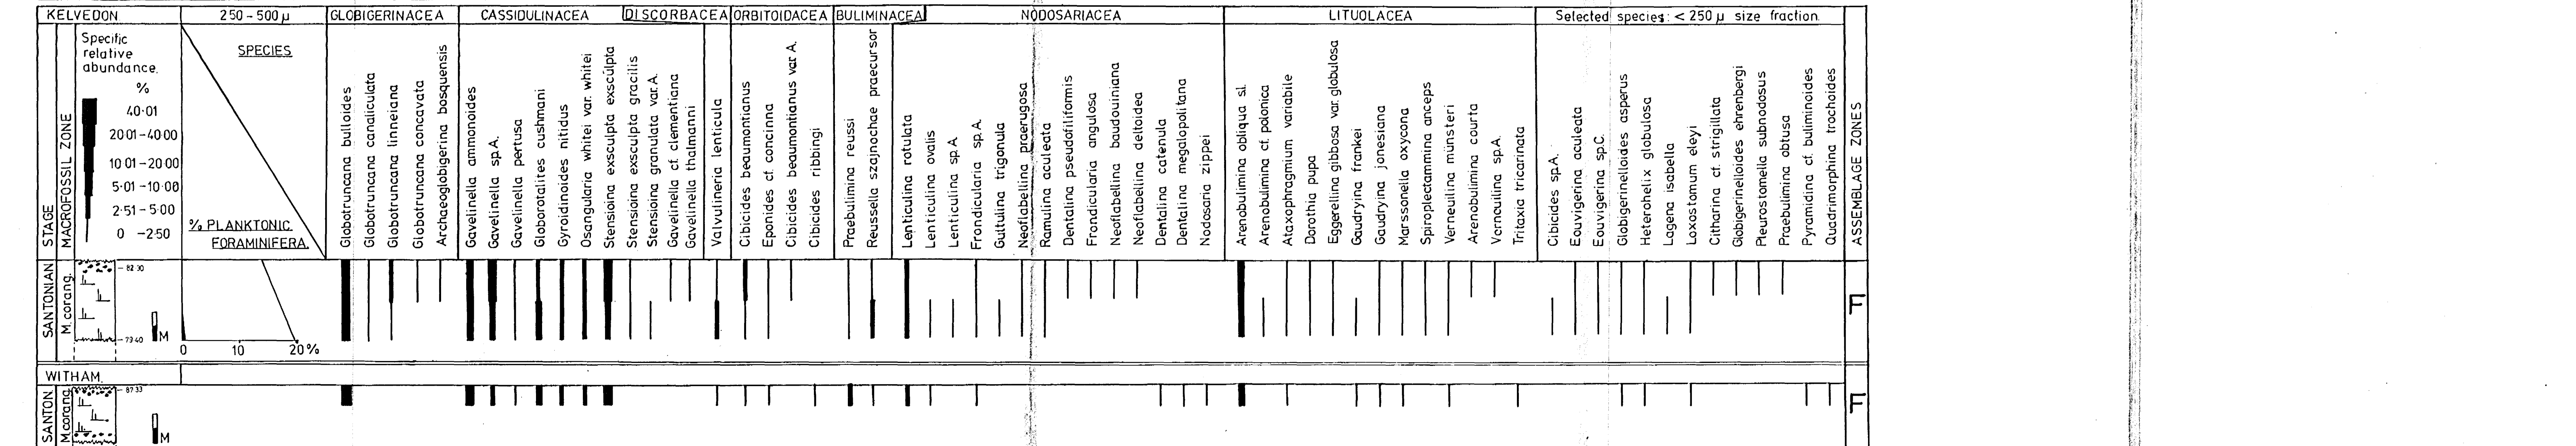 KELVEDON
250-500 µ
GLOBIGERINACEA
CASSIDULINACEA
DISCORBACEA
ORBITOIDACEA
BULIMINACEA
NODOSARIACEA
LITUOLACEA
Selected species: < 250 µ size fraction
STAGE
MACROFOSSIL ZONE
Specific
relative
abundance.
%
40·01
20·01-40·00
10·01-20·00
5·01-10·00
2·51-5·00
0 -2·50
SPECIES
% PLANKTONIC
FORAMINIFERA.
Globotruncana bulloides
Globotruncana canaliculata
Globotruncana linneiana
Globotruncana concavata
Archaeoglobigerina bosquensis
Gavelinella ammonoides
Gavelinella sp.A.
Gavelinella pertusa
Globorotalites cushmani
Gyroidinoides nitidus
Osangularia whitei var. whitei
Stensioina exsculpta exsculpta
Stensioina exsculpta gracilis
Stensioina granulata var.A.
Gavelinella cf. clementiana
Gavelinella thalmanni
Valvulineria lenticula
Cibicides beaumontianus
Eponides cf. concinna
Cibicides beaumontianus var A.
Cibicides ribbingi
Praebulimina reussi
Reussella szajnochae praecursor
Lenticulina rotulata
Lenticulina ovalis
Lenticulina sp.A
Frondicularia sp.A.
Guttulina trigonula
Neoflabellina praerugosa
Ramulina aculeata
Dentalina pseudofiliformis
Frondicularia angulosa
Neoflabellina baudouiniana
Neoflabellina deltoidea
Dentalina catenula
Dentalina megalopolitana
Nodosaria zippei
Arenobulimina obliqua s.l.
Arenobulimina cf. polonica
Ataxophragmium variabile
Dorothia pupa
Eggerellina gibbosa var. globulosa
Gaudryina frankei
Gaudryina jonesiana
Marssonella oxycona
Spiroplectammina anceps
Verneuilina munsteri
Arenobulimina courta
Verneuilina sp.A.
Tritaxia tricarinata
Cibicides sp.A.
Eouvigerina aculeata
Eouvigerina sp.C.
Globigerinelloides asperus
Heterohelix globulosa
Lagena isabella
Loxostomum eleyi
Citharina cf. strigillata
Globigerinelloides ehrenbergi
Pleurostomella subnodosus
Praebulimina obtusa
Pyramidina cf. buliminoides
Quadrimorphina trochoides
ASSEMBLAGE ZONES
SANTONIAN
M.corang.
82·30
79·40
M
0 10 20%
F
WITHAM.
SANTON.
M.corang.
87·33
M
F